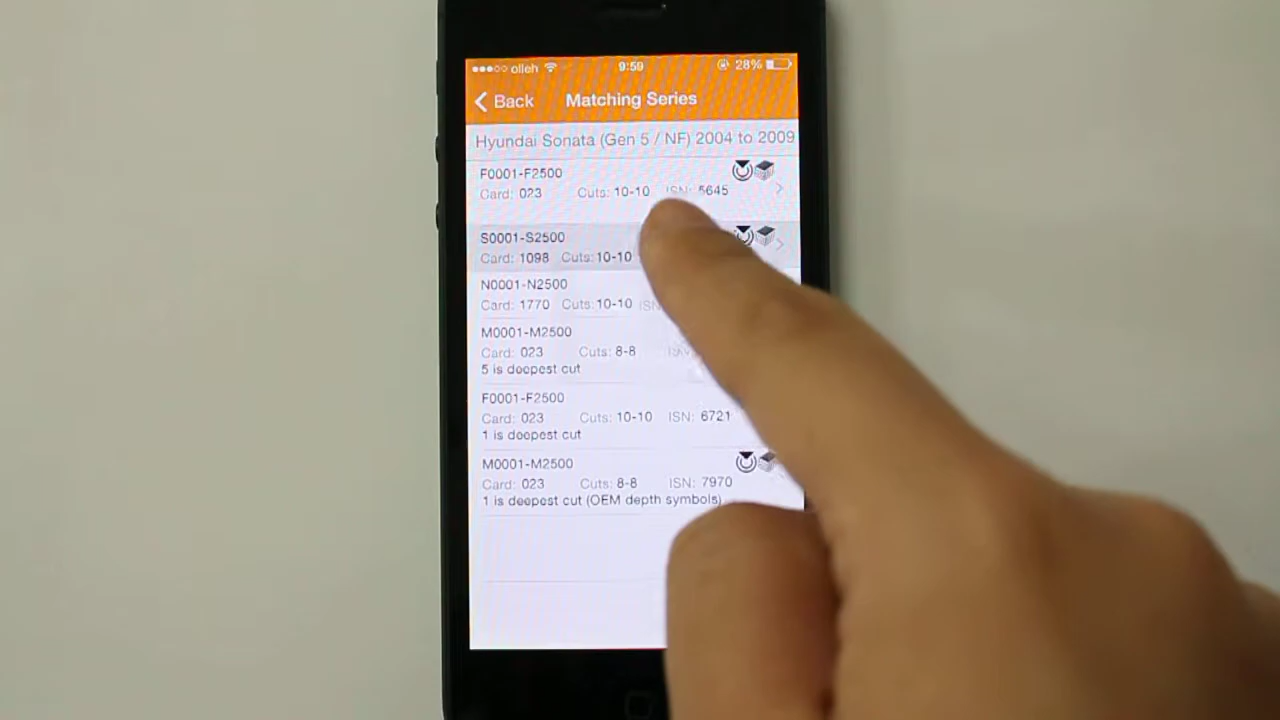 olleh 9:59 28%
Back Matching Series
Hyundai Sonata (Gen 5 / NF) 2004 to 2009
F0001-F2500
Card: 023 Cuts: 10-10 ISN: 5645
S0001-S2500
Card: 1098 Cuts: 10-10
N0001-N2500
Card: 1770 Cuts: 10-10 ISN
M0001-M2500
Card: 023 Cuts: 8-8 ISN
5 is deepest cut
F0001-F2500
Card: 023 Cuts: 10-10 ISN: 6721
1 is deepest cut
M0001-M2500
Card: 023 Cuts: 8-8 ISN: 7970
1 is deepest cut (OEM depth symbols)